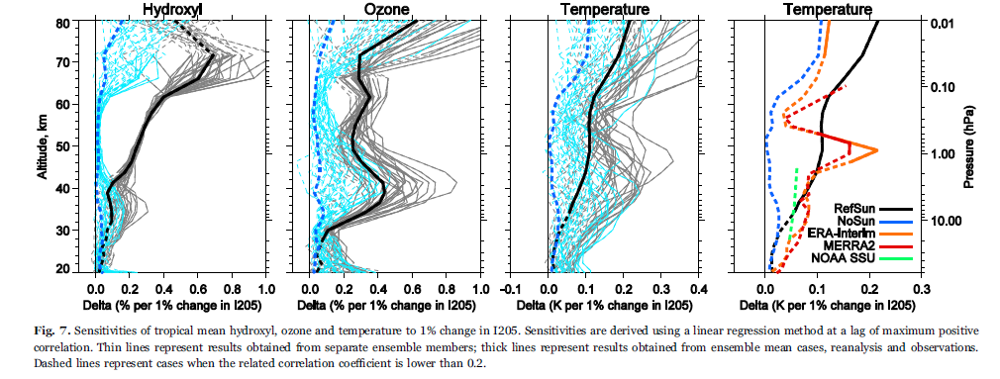 Hydroxyl Ozone Temperature Temperature
80 0.01
70
0.10
60
50 1.00
40
RefSun
NoSun 10.00
30 ERA-Interim
MERRA2
NOAA SSU
20
Altitude, km
Pressure (hPa)
0.0 0.2 0.4 0.6 0.8 1.0 0.0 0.2 0.4 0.6 0.8 1.0 -0.1 0.0 0.1 0.2 0.3 0.4 0.0 0.1 0.2 0.3
Delta (% per 1% change in I205) Delta (% per 1% change in I205) Delta (K per 1% change in I205) Delta (K per 1% change in I205)
Fig. 7. Sensitivities of tropical mean hydroxyl, ozone and temperature to 1% change in I205. Sensitivities are derived using a linear regression method at a lag of maximum positive
correlation. Thin lines represent results obtained from separate ensemble members; thick lines represent results obtained from ensemble mean cases, reanalysis and observations.
Dashed lines represent cases when the related correlation coefficient is lower than 0.2.